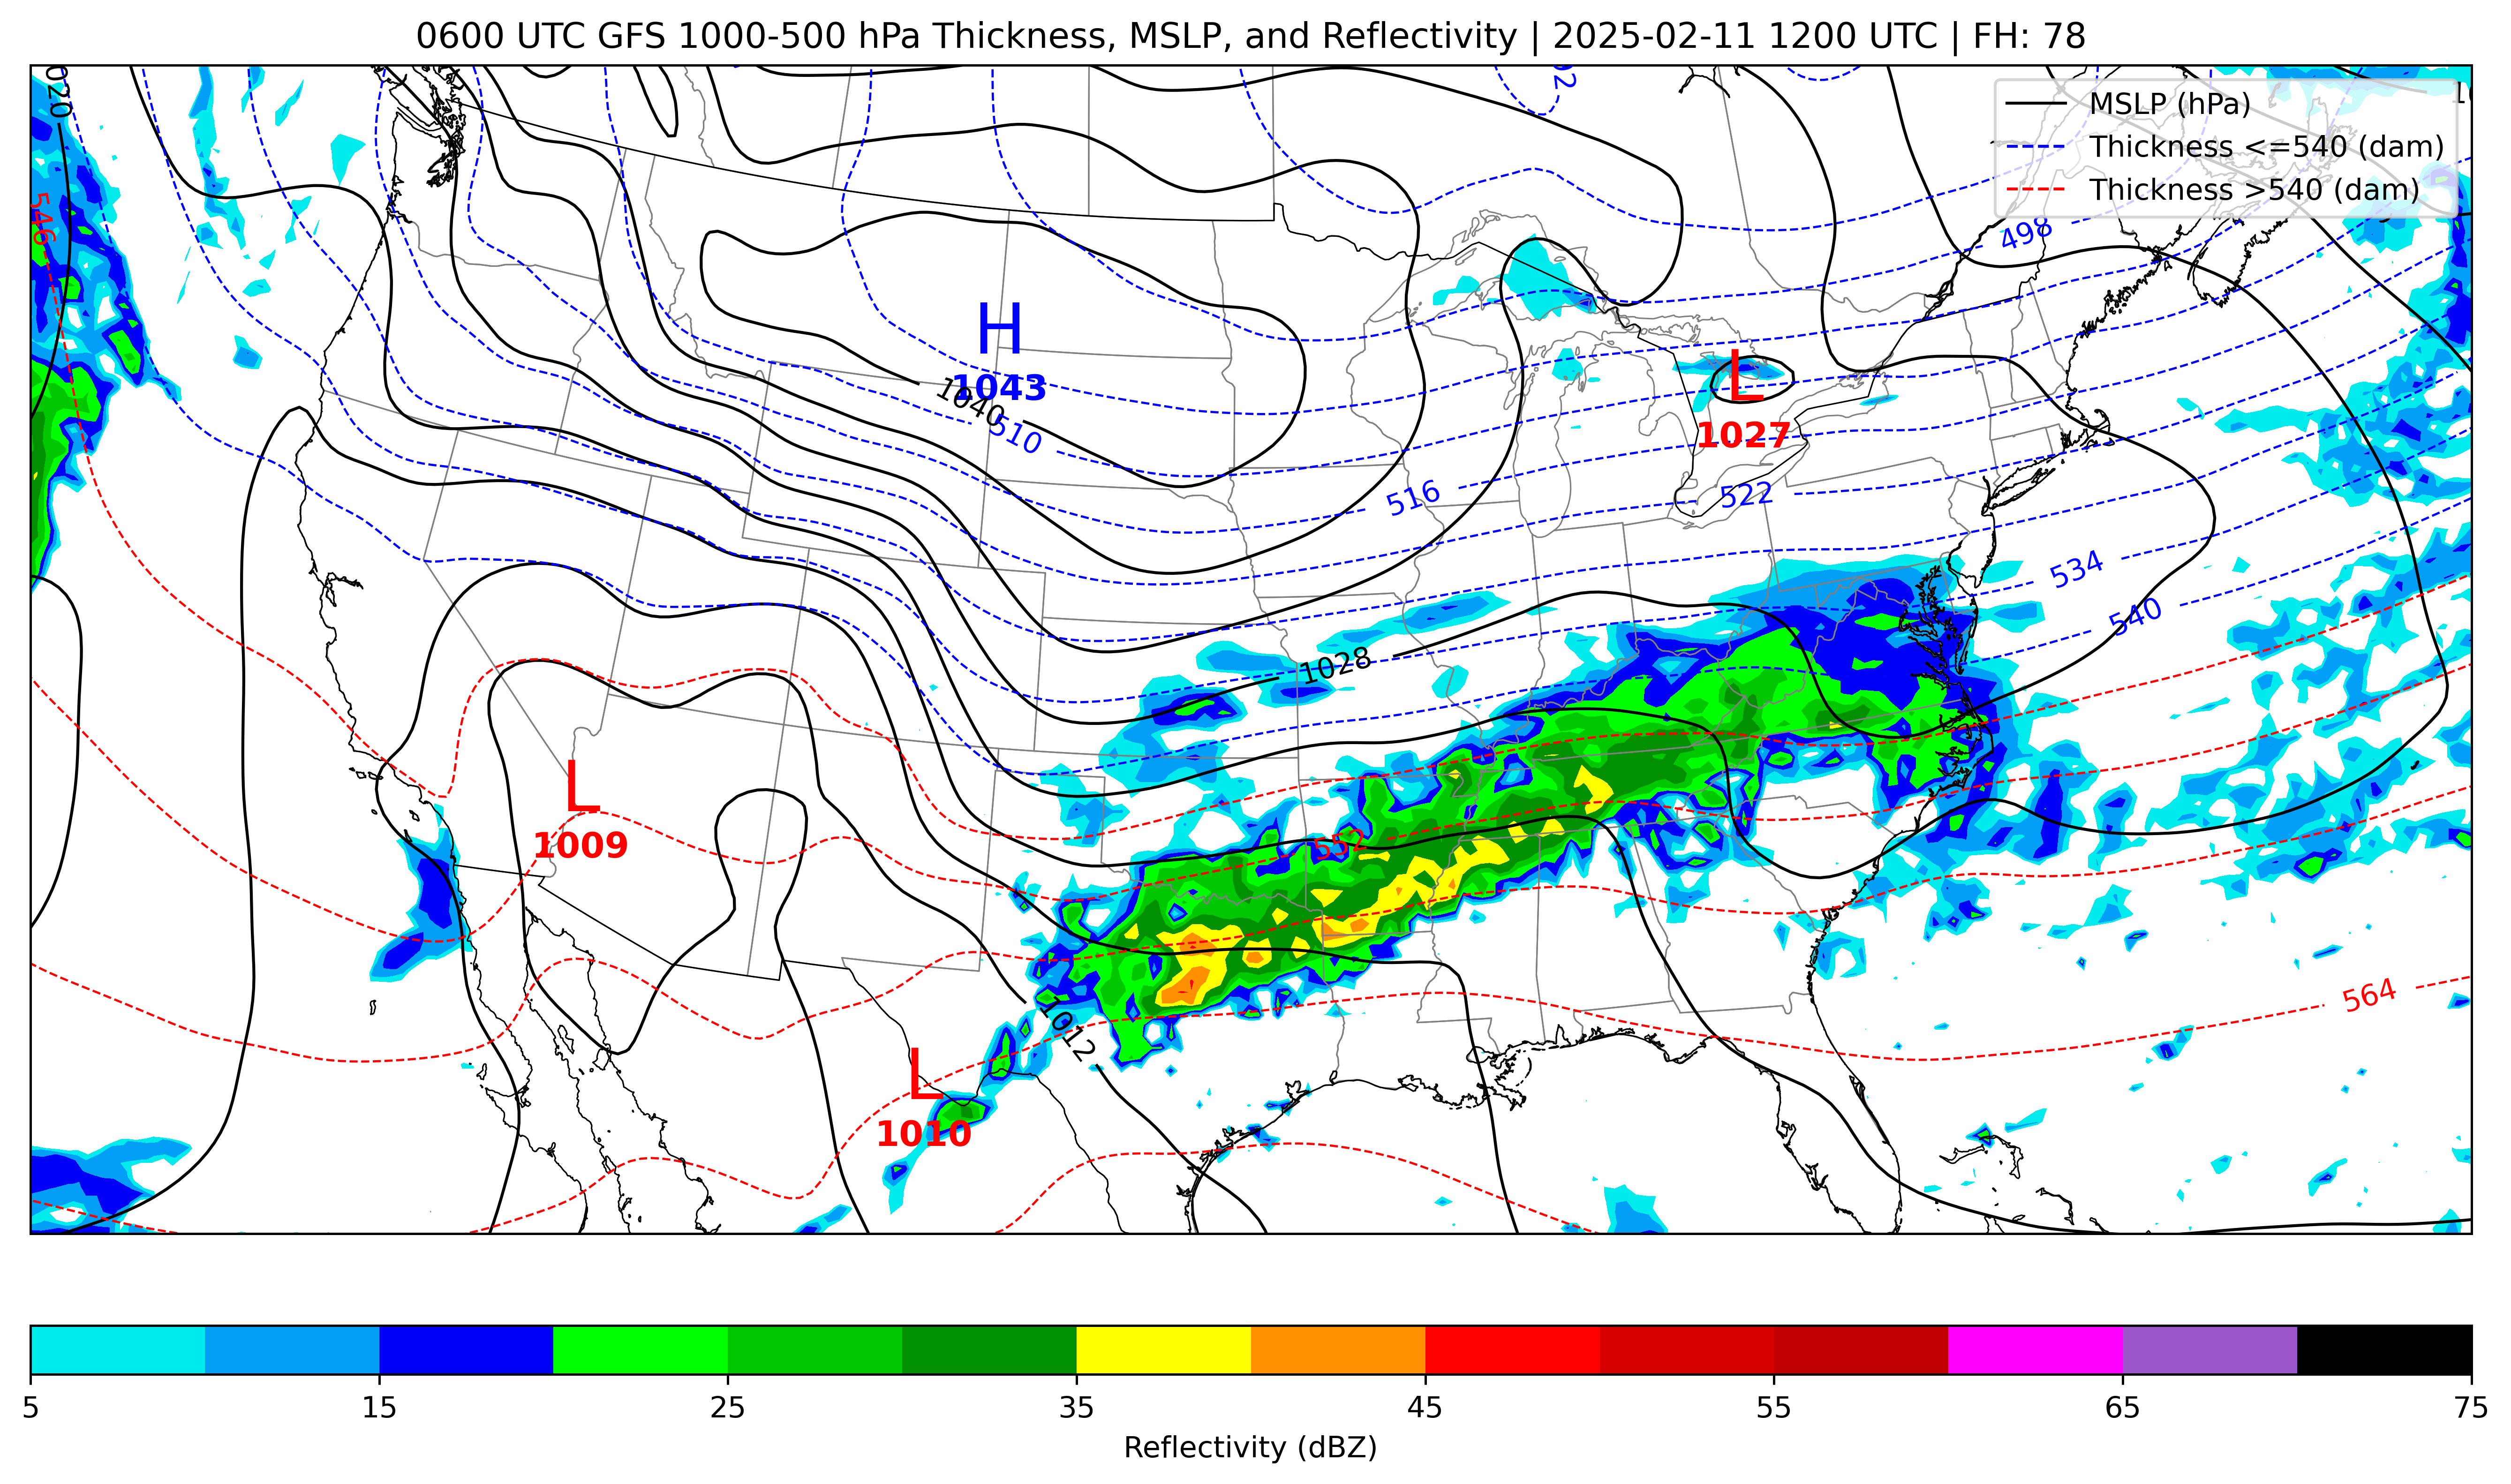 0600 UTC GFS 1000-500 hPa Thickness, MSLP, and Reflectivity | 2025-02-11 1200 UTC | FH: 78
MSLP (hPa)
Thickness <=540 (dam)
Thickness >540 (dam)
020
546
498
H
1043
1040
510
L
1027
516
522
534
540
1028
L
1009
552
564
1012
L
1010
5
15
25
35
45
55
65
75
Reflectivity (dBZ)